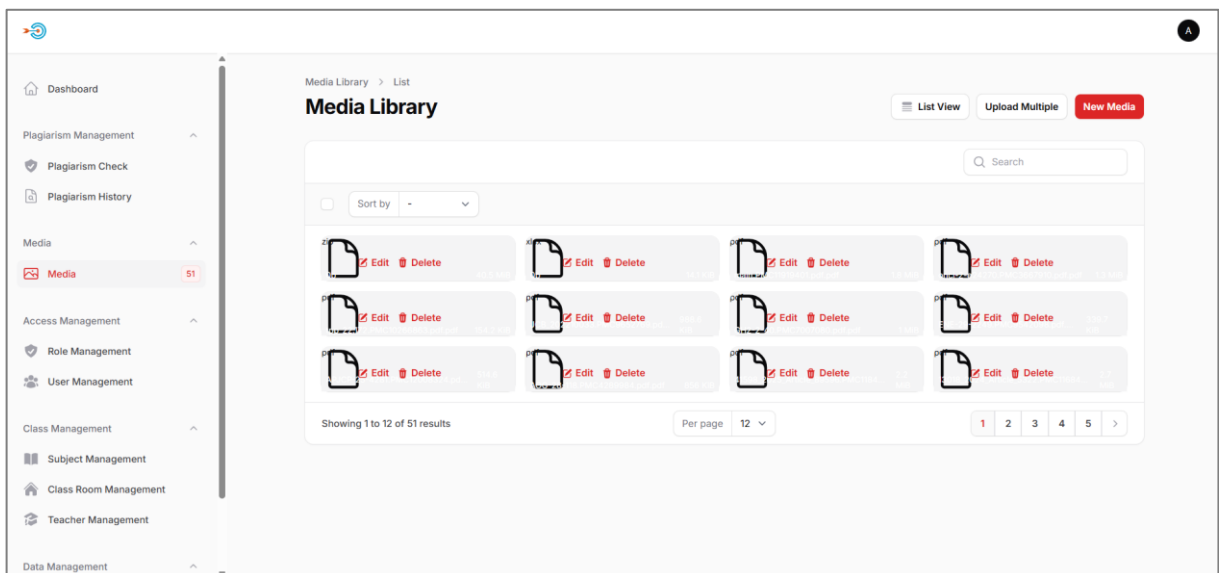 A
Dashboard
Plagiarism Management
Plagiarism Check
Plagiarism History
Media
Media 51
Access Management
Role Management
User Management
Class Management
Subject Management
Class Room Management
Teacher Management
Data Management
Media Library > List
Media Library
List View Upload Multiple New Media
Search
Sort by -
zip Edit Delete xlsx Edit Delete pdf Edit Delete pdf Edit Delete
pdf Edit Delete pdf Edit Delete pdf Edit Delete pdf Edit Delete
pdf Edit Delete pdf Edit Delete pdf Edit Delete pdf Edit Delete
Showing 1 to 12 of 51 results Per page 12 1 2 3 4 5 >